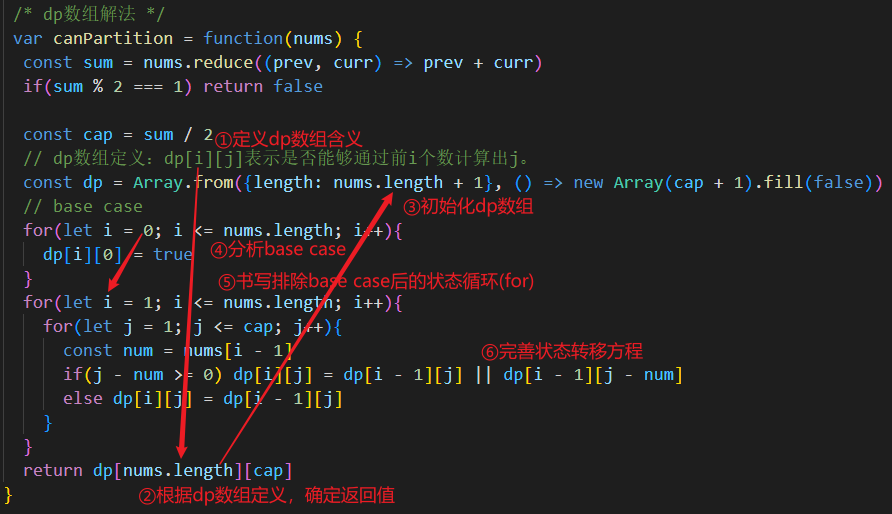 /* dp数组解法 */
var canPartition = function(nums) {
const sum = nums.reduce((prev, curr) => prev + curr)
if(sum % 2 === 1) return false
const cap = sum / 2 ①定义dp数组含义
// dp数组定义：dp[i][j]表示是否能够通过前i个数计算出j。
const dp = Array.from({length: nums.length + 1}, () => new Array(cap + 1).fill(false))
// base case
③初始化dp数组
for(let i = 0; i <= nums.length; i++){
dp[i][0] = true ④分析base case
}
⑤书写排除base case后的状态循环(for)
for(let i = 1; i <= nums.length; i++){
for(let j = 1; j <= cap; j++){
const num = nums[i - 1]
⑥完善状态转移方程
if(j - num >= 0) dp[i][j] = dp[i - 1][j] || dp[i - 1][j - num]
else dp[i][j] = dp[i - 1][j]
}
}
return dp[nums.length][cap]
}
②根据dp数组定义，确定返回值